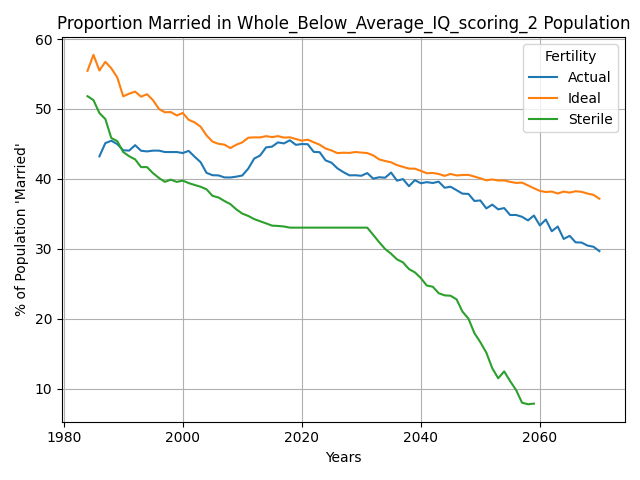 Proportion Married in Whole_Below_Average_IQ_scoring_2 Population
Fertility
Actual
Ideal
Sterile
% of Population 'Married'
60
50
40
30
20
10
1980
2000
2020
2040
2060
Years